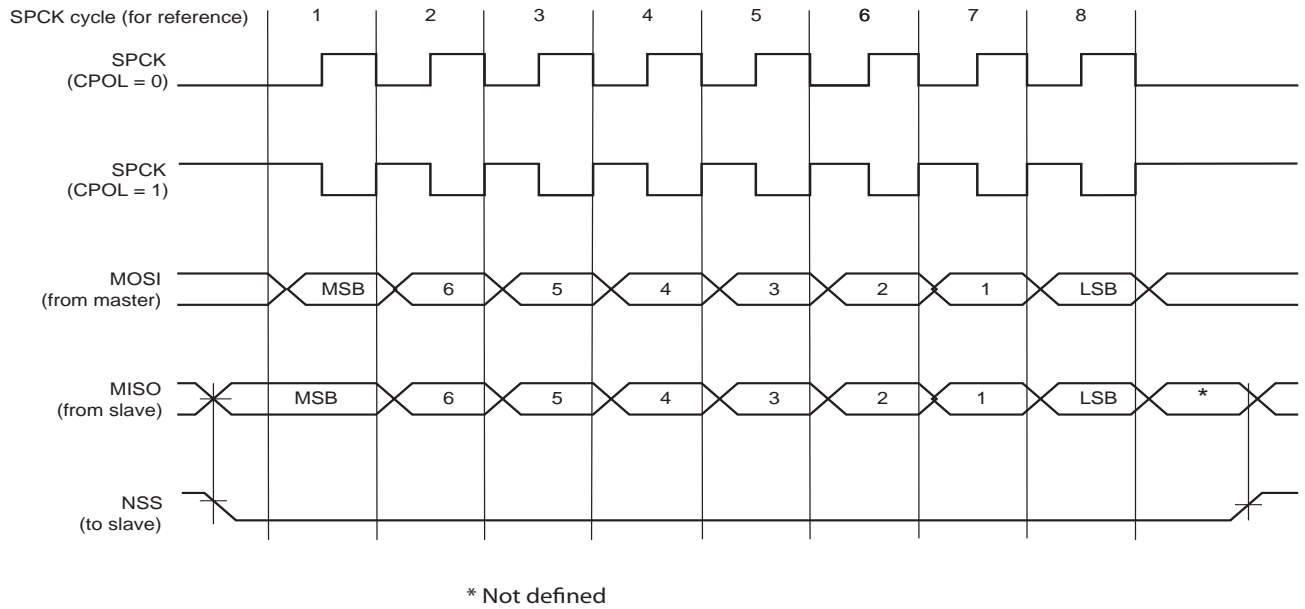 SPCK cycle (for reference) 1 2 3 4 5 6 7 8
SPCK
(CPOL = 0)
SPCK
(CPOL = 1)
MOSI
(from master)
MSB 6 5 4 3 2 1 LSB
MISO
(from slave)
MSB 6 5 4 3 2 1 LSB *
NSS
(to slave)
* Not defined